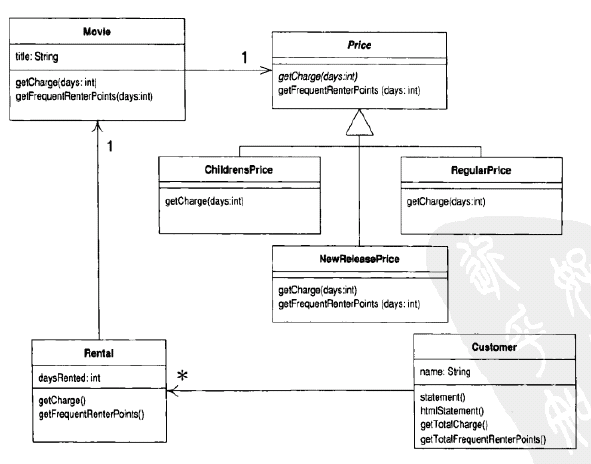 Movie
title: String
getCharge(days: int)
getFrequentRenterPoints(days:int)
1
Price
getCharge(days:int)
getFrequentRenterPoints (days: int)
1
ChildrensPrice
getCharge(days:int)
RegularPrice
getCharge(days:int)
NewReleasePrice
getCharge(days:int)
getFrequentRenterPoints (days: int)
Rental
daysRented: int
getCharge()
getFrequentRenterPoints()
*
Customer
name: String
statement()
htmlStatement()
getTotalCharge()
getTotalFrequentRenterPoints()